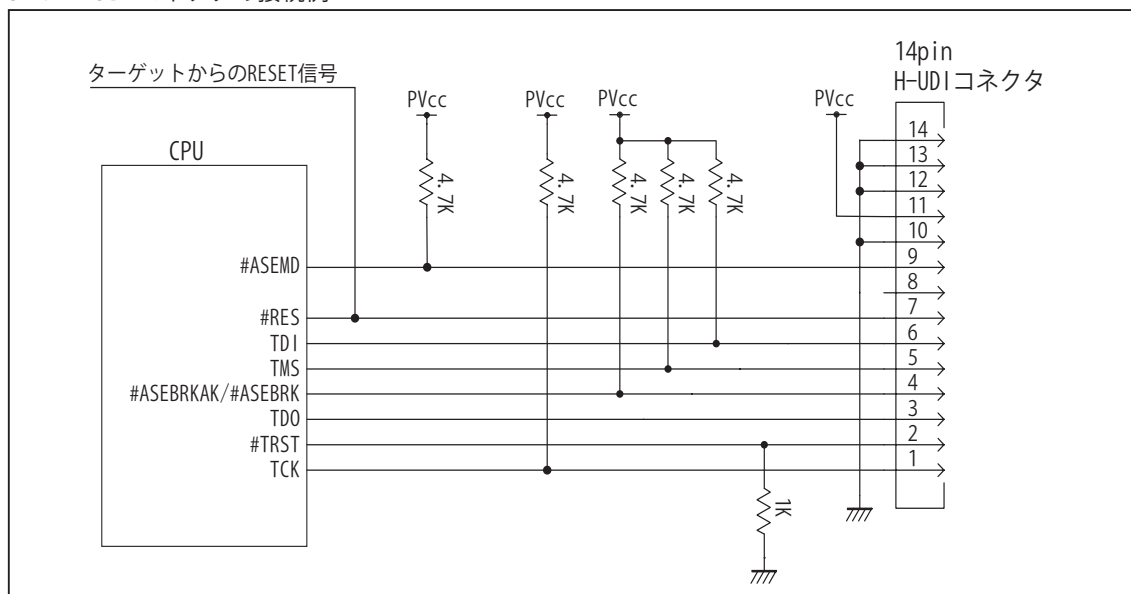 14pin
H-UDIコネクタ
ターゲットからのRESET信号
PVcc
PVcc
PVcc
PVcc
CPU
4.7K
4.7K
4.7K
4.7K
4.7K
14
13
12
11
10
#ASEMD
9
8
#RES
7
TDI
6
TMS
5
#ASEBRKAK/#ASEBRK
4
TDO
3
#TRST
2
TCK
1
1K